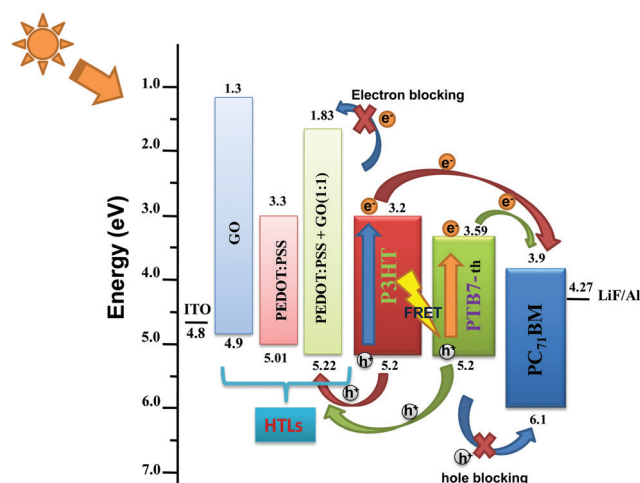 1.3
1.0
1.83
Electron blocking
e-
2.0
3.3
e-
3.0
3.2
e-
e-
3.59
e-
Energy (eV)
GO
PEDOT:PSS
PEDOT:PSS + GO(1:1)
P3HT
PTB7-th
PC71BM
3.9
4.0
4.27
LiF/Al
ITO
4.8
FRET
4.9
5.0
5.01
h+
h+
5.22
5.2
5.2
h+
h+
6.0
HTLs
6.1
h+
hole blocking
7.0